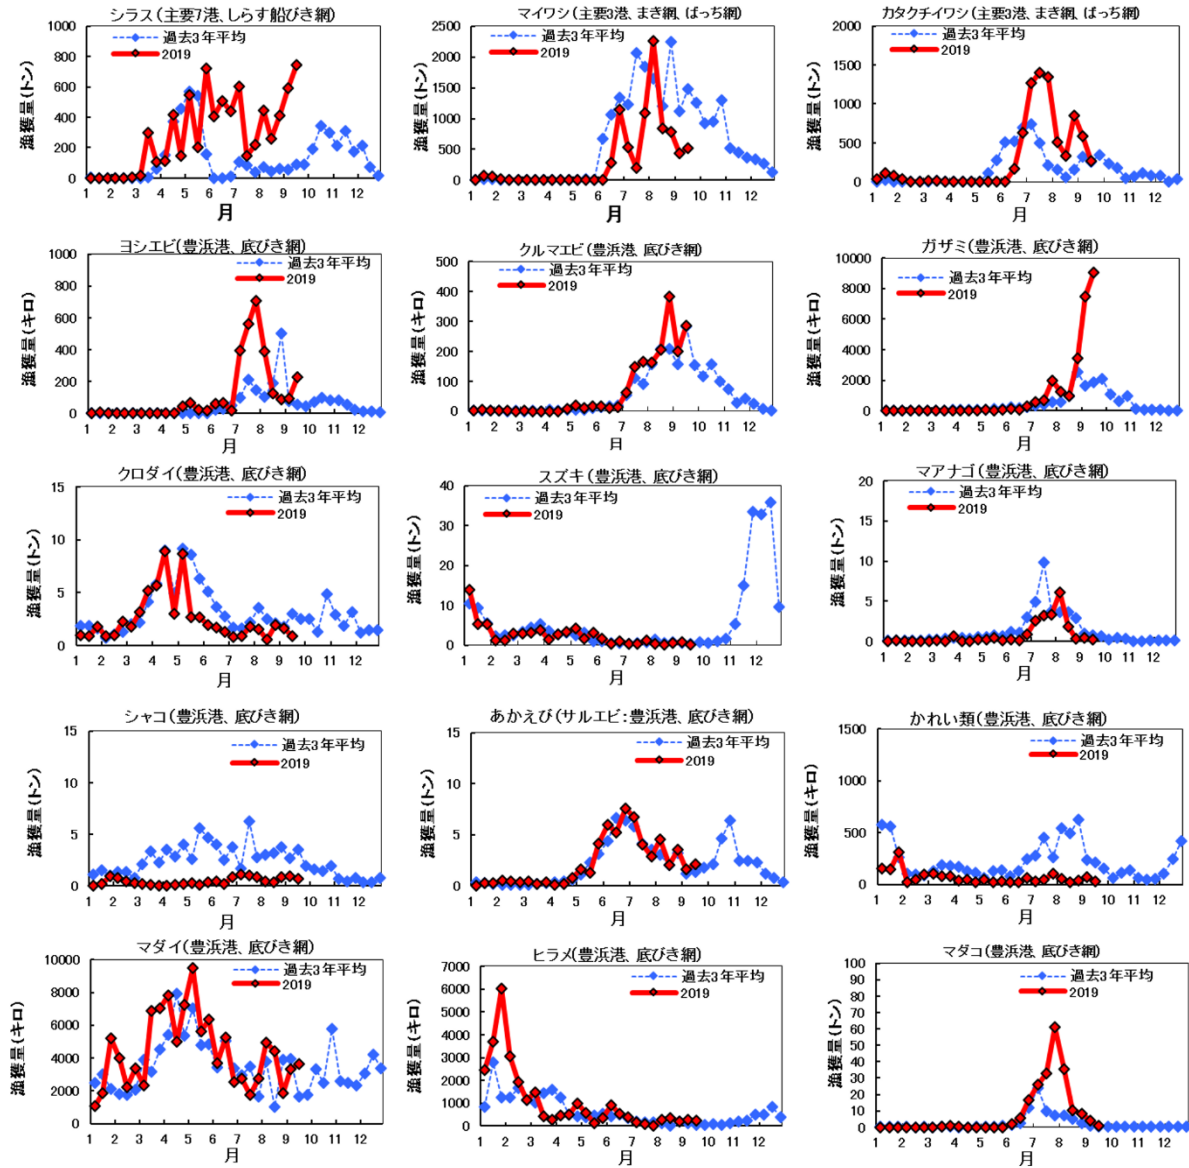 シラス(主要7港、しらす船びき網)
1000
800
600
400
200
0
漁獲量(トン)
過去3年平均
2019
1 2 3 4 5 6 7 8 9 10 11 12
月
マイワシ(主要3港、まき網、ばっち網)
2500
2000
1500
1000
500
0
漁獲量(トン)
過去3年平均
2019
1 2 3 4 5 6 7 8 9 10 11 12
月
カタクチイワシ(主要3港、まき網、ばっち網)
2000
1500
1000
500
0
漁獲量(トン)
過去3年平均
2019
1 2 3 4 5 6 7 8 9 10 11 12
月
ヨシエビ(豊浜港、底びき網)
1000
800
600
400
200
0
漁獲量(キロ)
過去3年平均
2019
1 2 3 4 5 6 7 8 9 10 11 12
月
クルマエビ(豊浜港、底びき網)
500
400
300
200
100
0
漁獲量(キロ)
過去3年平均
2019
1 2 3 4 5 6 7 8 9 10 11 12
月
ガザミ(豊浜港、底びき網)
10000
8000
6000
4000
2000
0
漁獲量(キロ)
過去3年平均
2019
1 2 3 4 5 6 7 8 9 10 11 12
月
クロダイ(豊浜港、底びき網)
15
10
5
0
漁獲量(トン)
過去3年平均
2019
1 2 3 4 5 6 7 8 9 10 11 12
月
スズキ(豊浜港、底びき網)
40
30
20
10
0
漁獲量(トン)
過去3年平均
2019
1 2 3 4 5 6 7 8 9 10 11 12
月
マアナゴ(豊浜港、底びき網)
20
15
10
5
0
漁獲量(トン)
過去3年平均
2019
1 2 3 4 5 6 7 8 9 10 11 12
月
シャコ(豊浜港、底びき網)
15
10
5
0
漁獲量(トン)
過去3年平均
2019
1 2 3 4 5 6 7 8 9 10 11 12
月
あかえび(サルエビ:豊浜港、底びき網)
15
10
5
0
漁獲量(トン)
過去3年平均
2019
1 2 3 4 5 6 7 8 9 10 11 12
月
かれい類(豊浜港、底びき網)
1500
1000
500
0
漁獲量(キロ)
過去3年平均
2019
1 2 3 4 5 6 7 8 9 10 11 12
月
マダイ(豊浜港、底びき網)
10000
8000
6000
4000
2000
0
漁獲量(キロ)
過去3年平均
2019
1 2 3 4 5 6 7 8 9 10 11 12
月
ヒラメ(豊浜港、底びき網)
7000
6000
5000
4000
3000
2000
1000
0
漁獲量(キロ)
過去3年平均
2019
1 2 3 4 5 6 7 8 9 10 11 12
月
マダコ(豊浜港、底びき網)
100
90
80
70
60
50
40
30
20
10
0
漁獲量(トン)
過去3年平均
2019
1 2 3 4 5 6 7 8 9 10 11 12
月